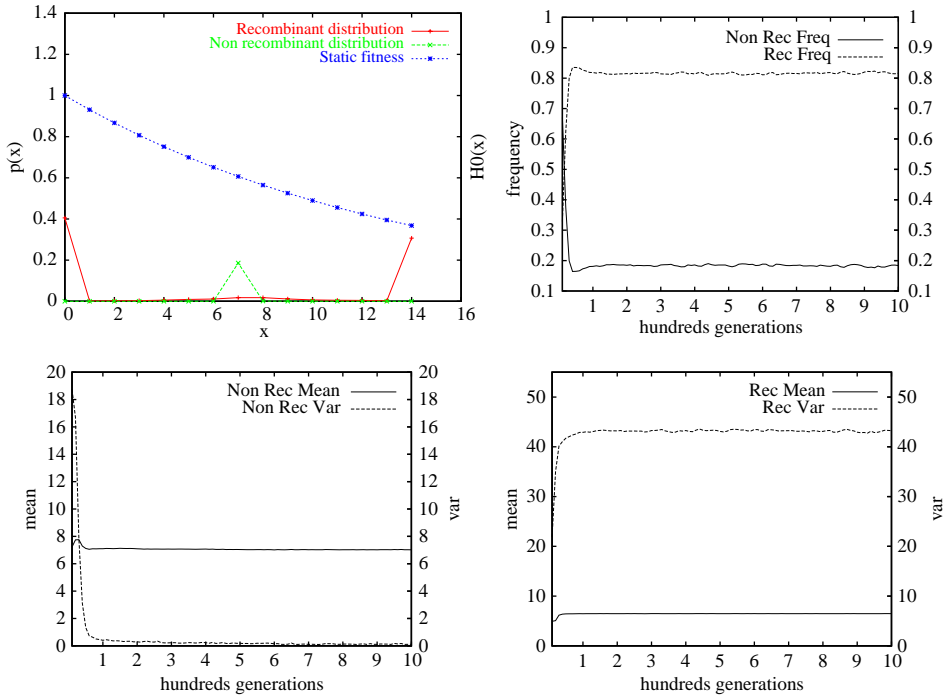 1.4
1.2
1
0.8
0.6
0.4
0.2
0
p(x)
Recombinant distribution
Non recombinant distribution
Static fitness
H0(x)
0 2 4 6 8 10 12 14 16
x
1
0.9
0.8
0.7
0.6
0.5
0.4
0.3
0.2
0.1
frequency
Non Rec Freq
Rec Freq
1
0.9
0.8
0.7
0.6
0.5
0.4
0.3
0.2
0.1
1 2 3 4 5 6 7 8 9 10
hundreds generations
20
18
16
14
12
10
8
6
4
2
0
mean
Non Rec Mean
Non Rec Var
20
18
16
14
12
10
8
6
4
2
0
var
1 2 3 4 5 6 7 8 9 10
hundreds generations
50
40
30
20
10
0
mean
Rec Mean
Rec Var
50
40
30
20
10
0
var
1 2 3 4 5 6 7 8 9 10
hundreds generations